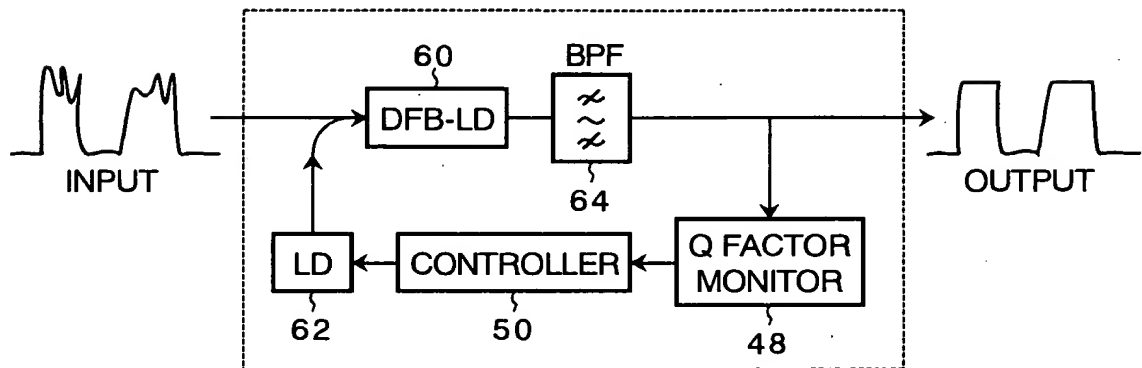 60
BPF
DFB-LD
INPUT
OUTPUT
64
LD
CONTROLLER
Q FACTOR
MONITOR
62
50
48